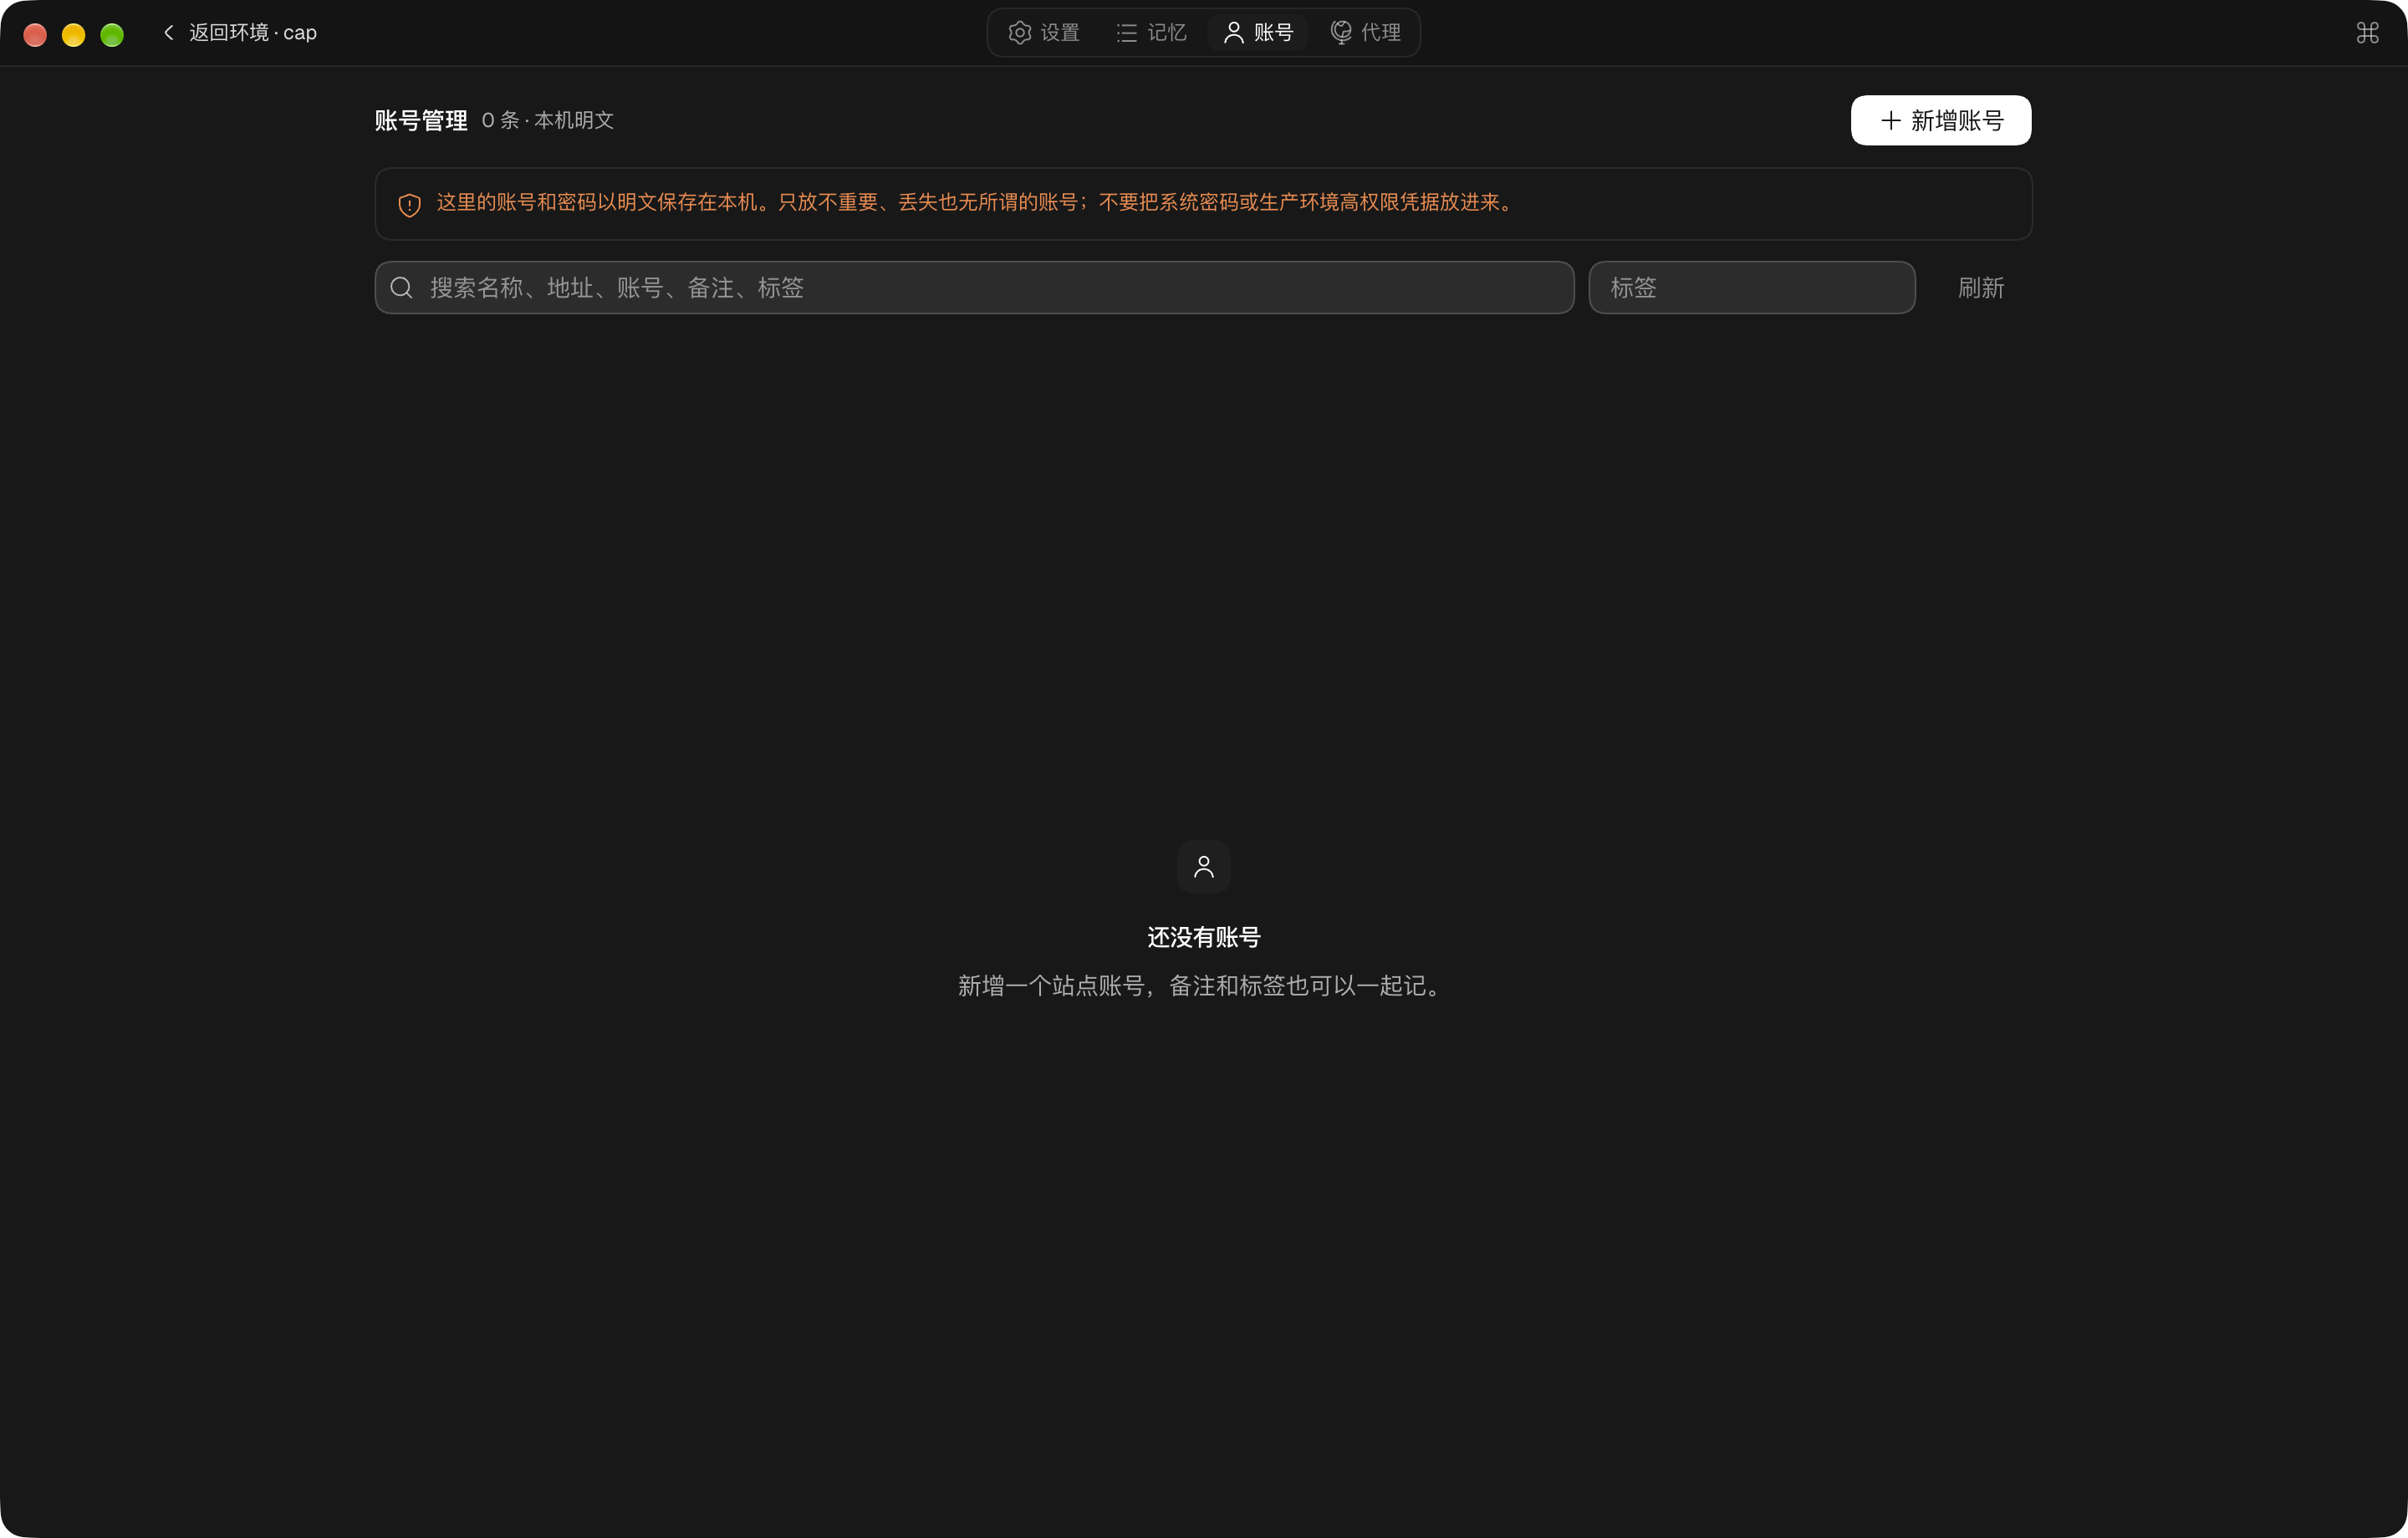 返回环境 · cap
设置
记忆
账号
代理
账号管理 0 条 · 本机明文
新增账号
这里的账号和密码以明文保存在本机。只放不重要、丢失也无所谓的账号；不要把系统密码或生产环境高权限凭据放进来。
搜索名称、地址、账号、备注、标签
标签
刷新
还没有账号
新增一个站点账号，备注和标签也可以一起记。